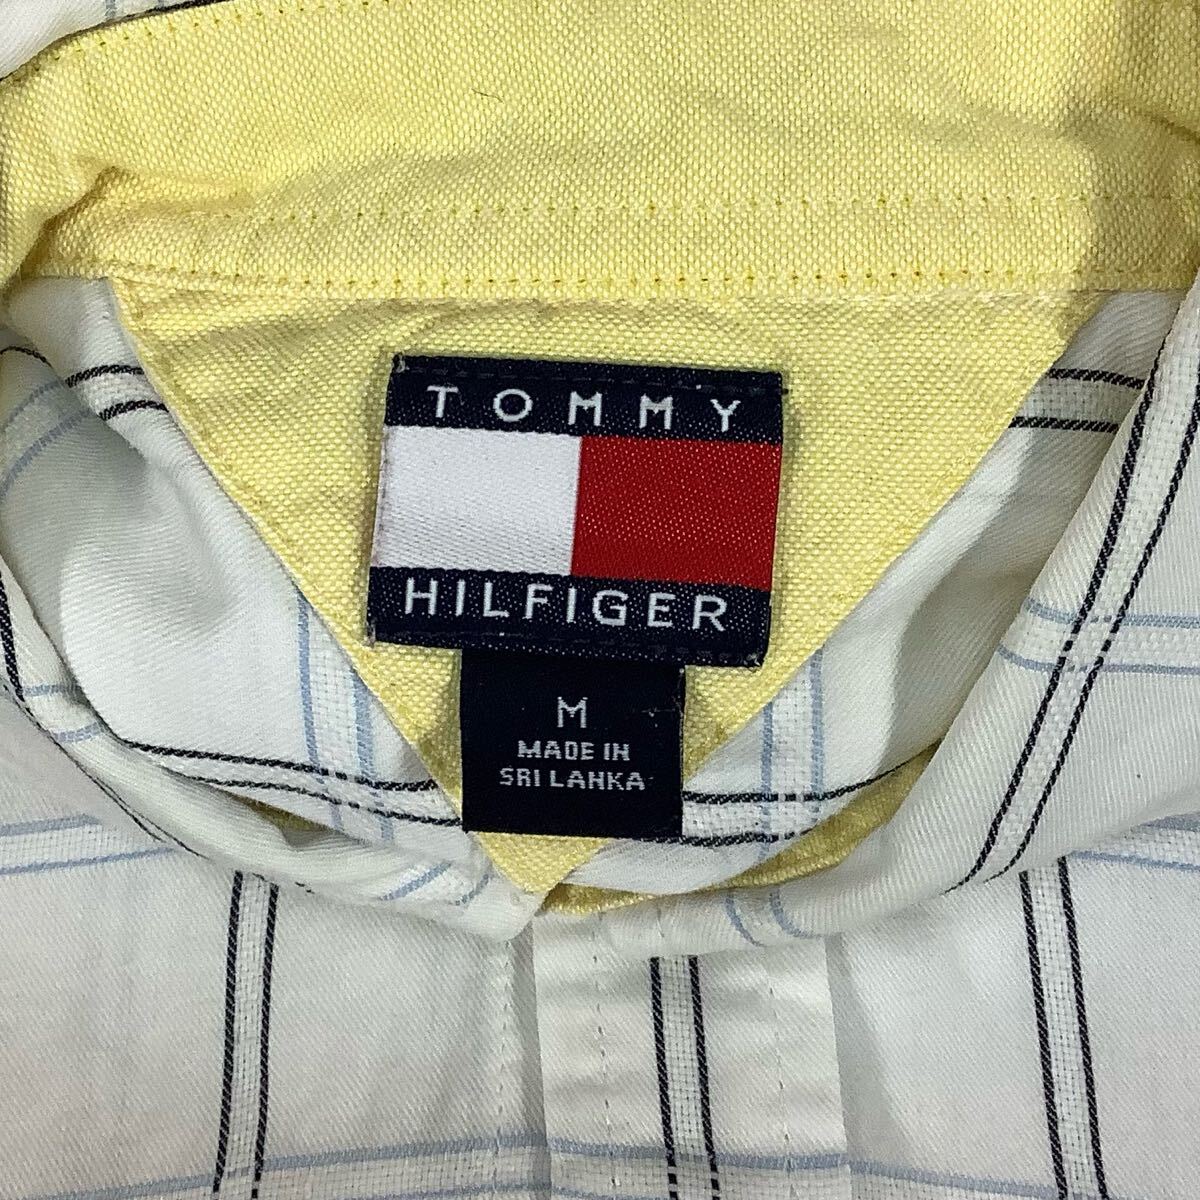 TOMMY
HILFIGER
M
MADE IN
SRI LANKA